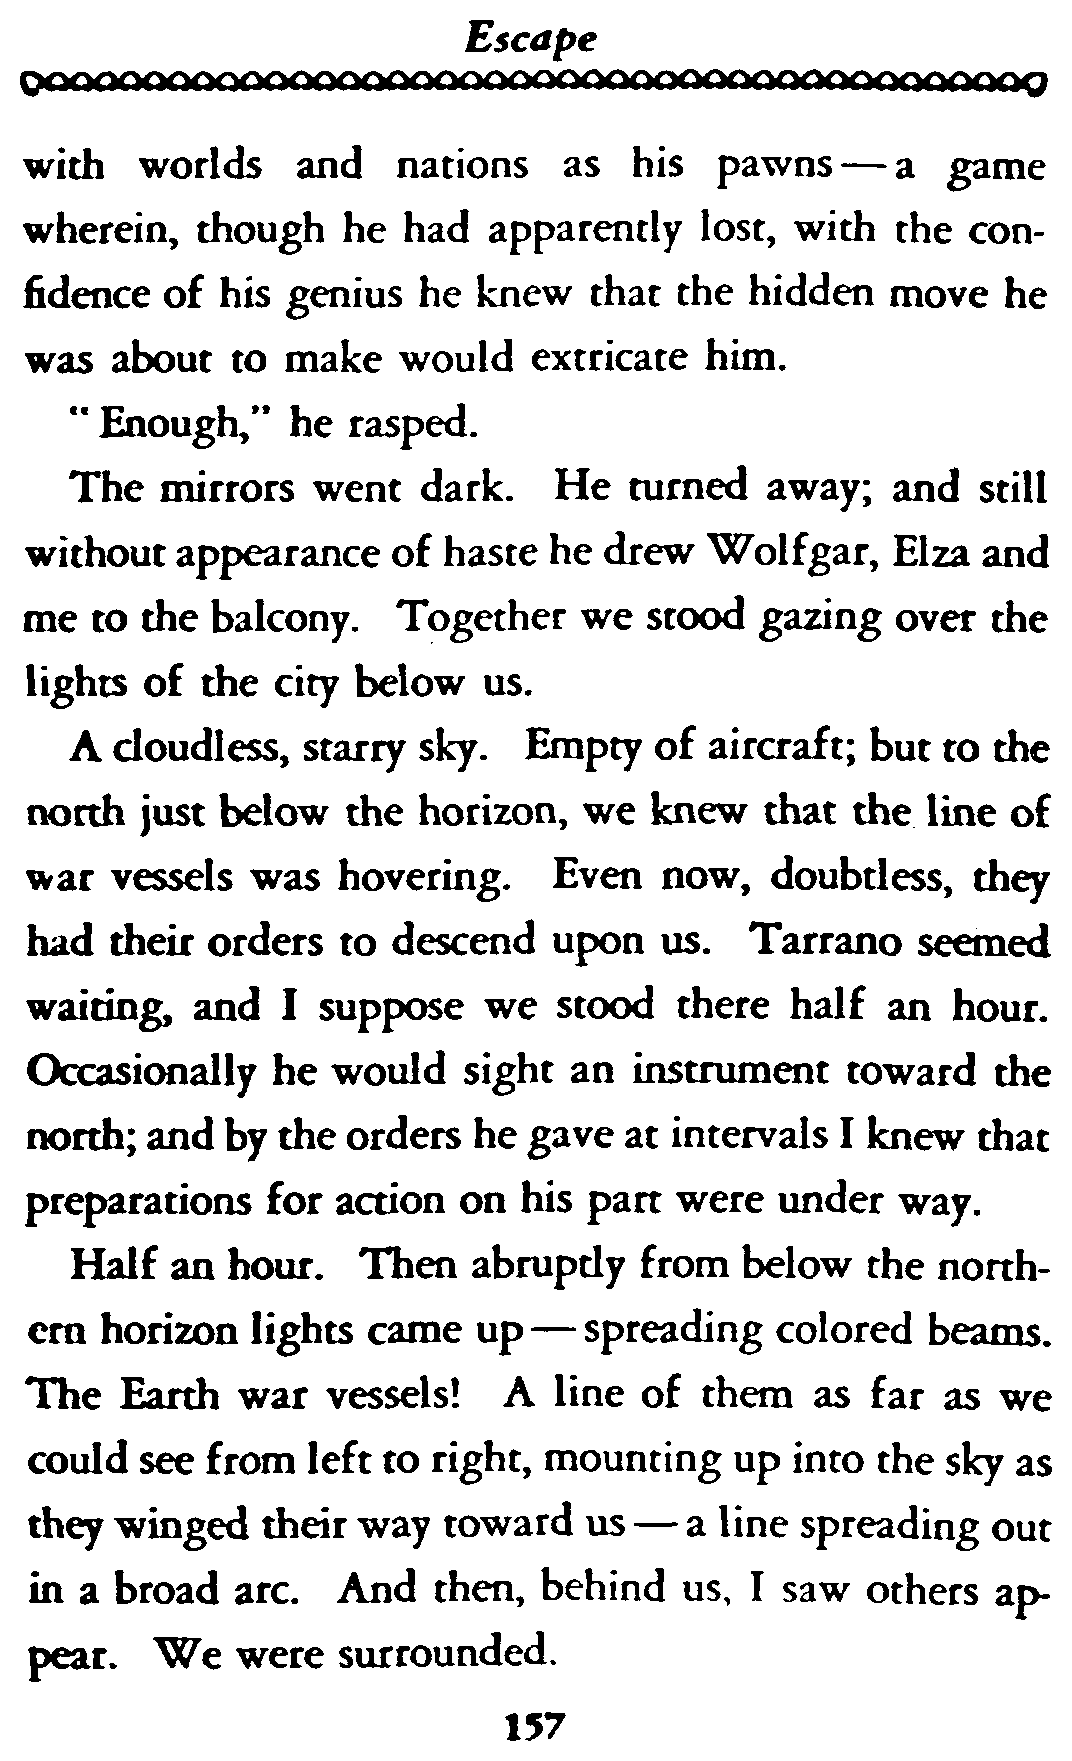 Escape
with worlds and nations as his pawns — a game
wherein, though he had apparently lost, with the con-
fidence of his genius he knew that the hidden move he
was about to make would extricate him.
"Enough," he rasped.
The mirrors went dark. He turned away; and still
without appearance of haste he drew Wolfgar, Elza and
me to the balcony. Together we stood gazing over the
lights of the city below us.
A cloudless, starry sky. Empty of aircraft; but to the
north just below the horizon, we knew that the line of
war vessels was hovering. Even now, doubtless, they
had their orders to descend upon us. Tarrano seemed
waiting, and I suppose we stood there half an hour.
Occasionally he would sight an instrument toward the
north; and by the orders he gave at intervals I knew that
preparations for action on his part were under way.
Half an hour. Then abruptly from below the north-
ern horizon lights came up — spreading colored beams.
The Earth war vessels! A line of them as far as we
could see from left to right, mounting up into the sky as
they winged their way toward us — a line spreading out
in a broad arc. And then, behind us, I saw others ap-
pear. We were surrounded.
157